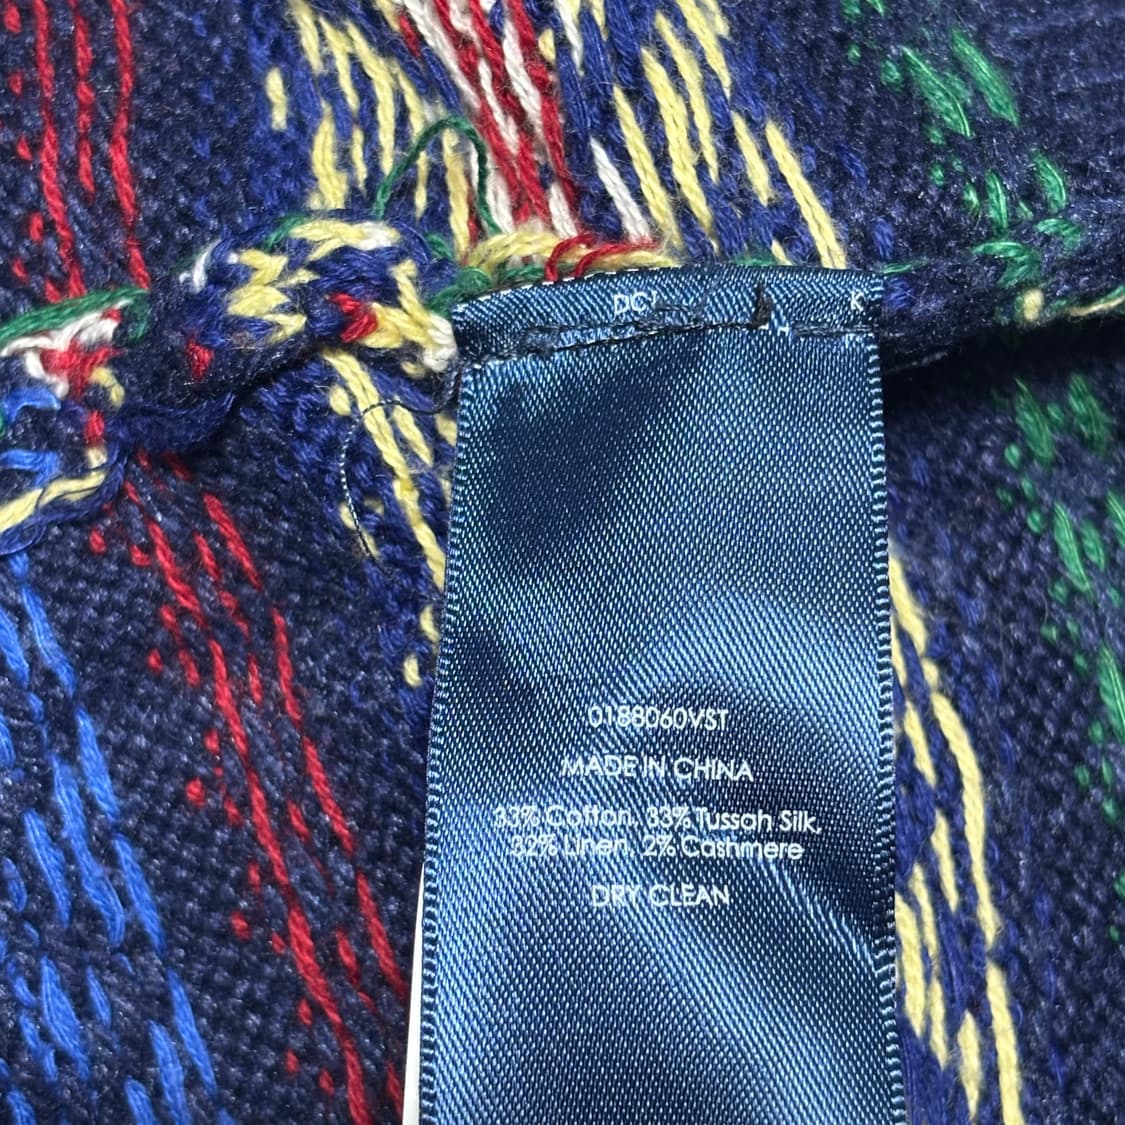 0188060VST
MADE IN CHINA
33% Cotton, 33% Tussah Silk,
32% Linen, 2% Cashmere
DRY CLEAN